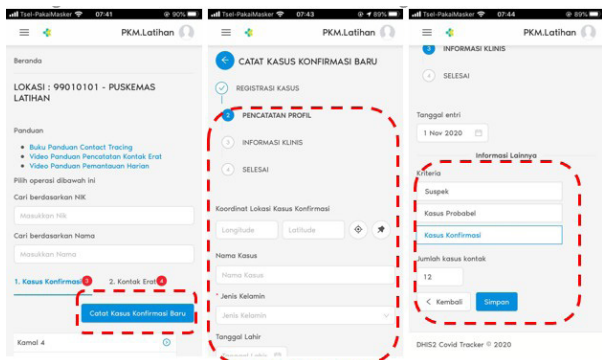 Tsel-PakaiMasker 07:41 90%
PKM.Latihan
Beranda
LOKASI : 99010101 - PUSKEMAS
LATIHAN
Panduan
Buku Panduan Contact Tracing
Video Panduan Pencatatan Kontak Erat
Video Panduan Pemantauan Harian
Pilih operasi dibawah ini
Cari berdasarkan NIK
Masukkan Nik
Cari berdasarkan Nama
Masukkan Nama
1. Kasus Konfirmasi 3 2. Kontak Erat 4
Catat Kasus Konfirmasi Baru
Kamal 4
Tsel-PakaiMasker 07:43 89%
PKM.Latihan
CATAT KASUS KONFIRMASI BARU
REGISTRASI KASUS
2 PENCATATAN PROFIL
3 INFORMASI KLINIS
4 SELESAI
Koordinat Lokasi Kasus Konfirmasi
Longitude Latitude
Nama Kasus
Nama Kasus
* Jenis Kelamin
Jenis Kelamin
Tanggal Lahir
Tanggal Lahir
Tsel-PakaiMasker 07:44 89%
PKM.Latihan
3 INFORMASI KLINIS
4 SELESAI
Tanggal entri
1 Nov 2020
Informasi Lainnya
Kriteria
Suspek
Kasus Probabel
Kasus Konfirmasi
Jumlah kasus kontak
12
< Kembali Simpan
DHIS2 Covid Tracker © 2020